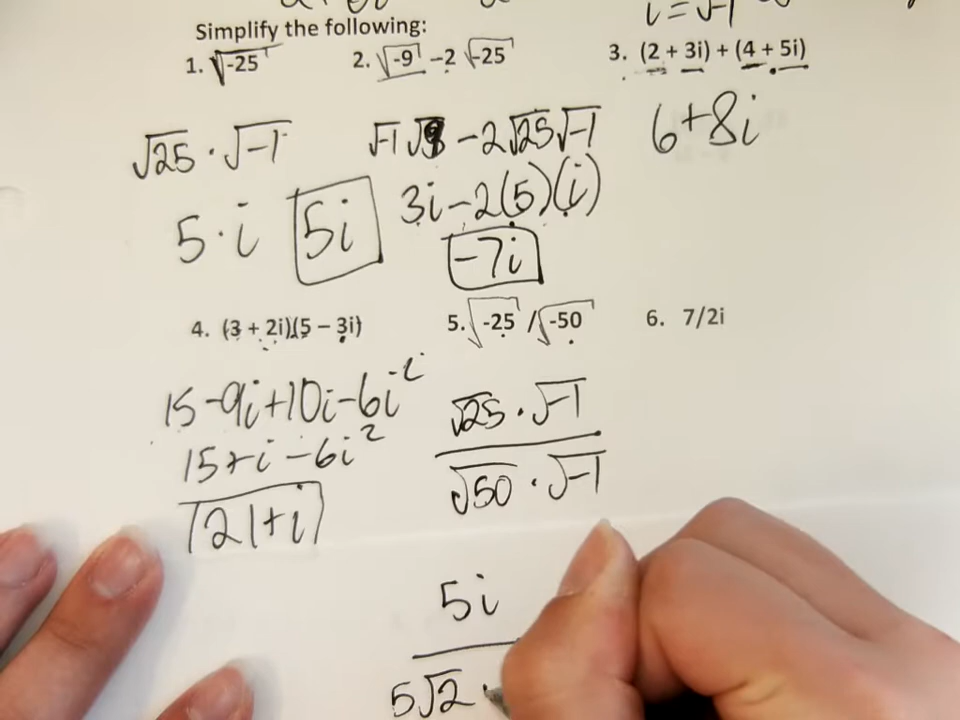 i = √-1
Simplify the following:
1. √-25 2. √-9 -2 √-25 3. (2 + 3i) + (4 + 5i)
√25 · √-1 √-1 √9 - 2√25√-1 6+8i
5 · i 5i 3i-2(5)(i)
-7i
4. (3 + 2i)(5 – 3i) 5. √-25 /√-50 6. 7/2i
15-9i+10i-6i²
15+i-6i²
21+i
√25 · √-1
√50 · √-1
5i
5√2 ·